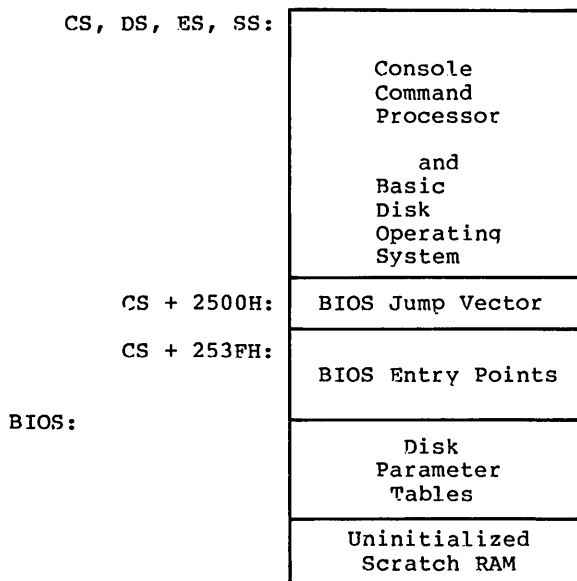 CS, DS, ES, SS:
Console
Command
Processor
and
Basic
Disk
Operating
System
CS + 2500H: BIOS Jump Vector
CS + 253FH:
BIOS Entry Points
BIOS:
Disk
Parameter
Tables
Uninitialized
Scratch RAM